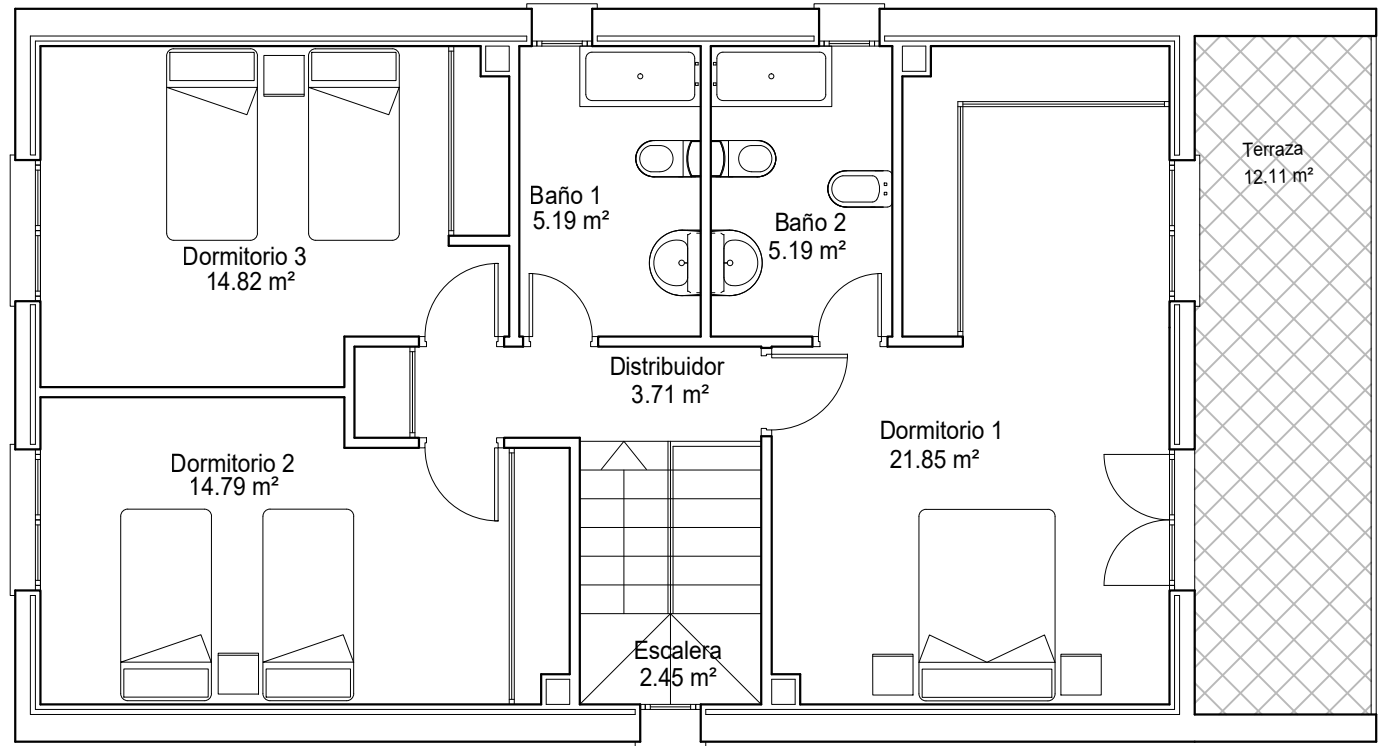 Terraza
12.11 m²
Baño 1
5.19 m²
Baño 2
5.19 m²
Dormitorio 3
14.82 m²
Distribuidor
3.71 m²
Dormitorio 1
21.85 m²
Dormitorio 2
14.79 m²
Escalera
2.45 m²